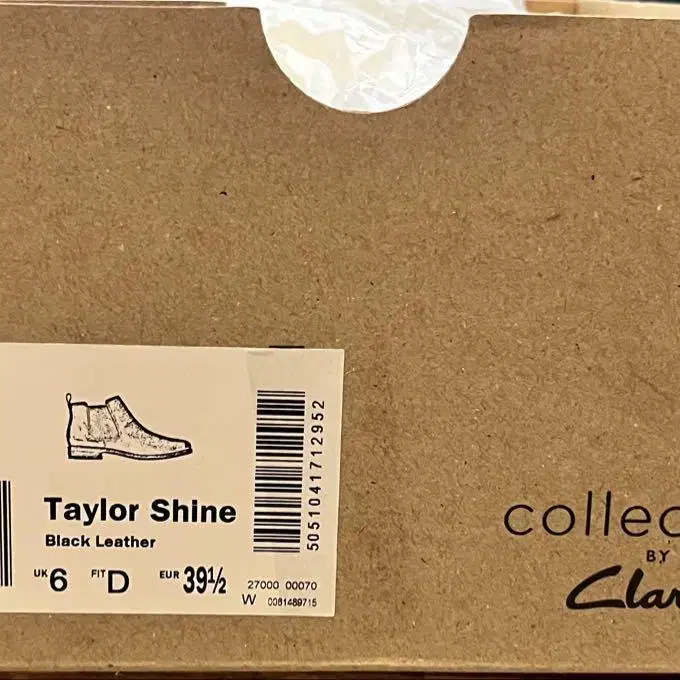 Taylor Shine
Black Leather
UK 6 FIT D EUR 39½
27000 00070
W 0081489715
5051041712952
collec
BY
Clar